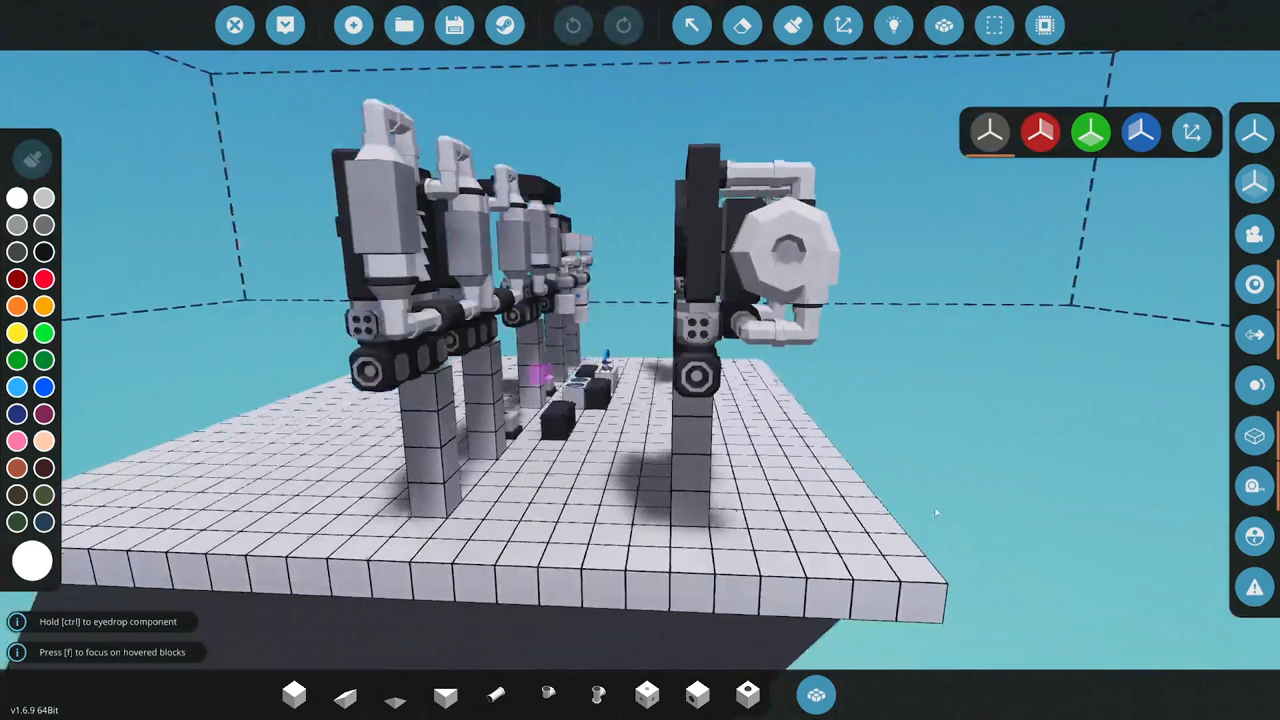 Hold [ctrl] to eyedrop component
Press [f] to focus on hovered blocks
v1.6.9 64Bit